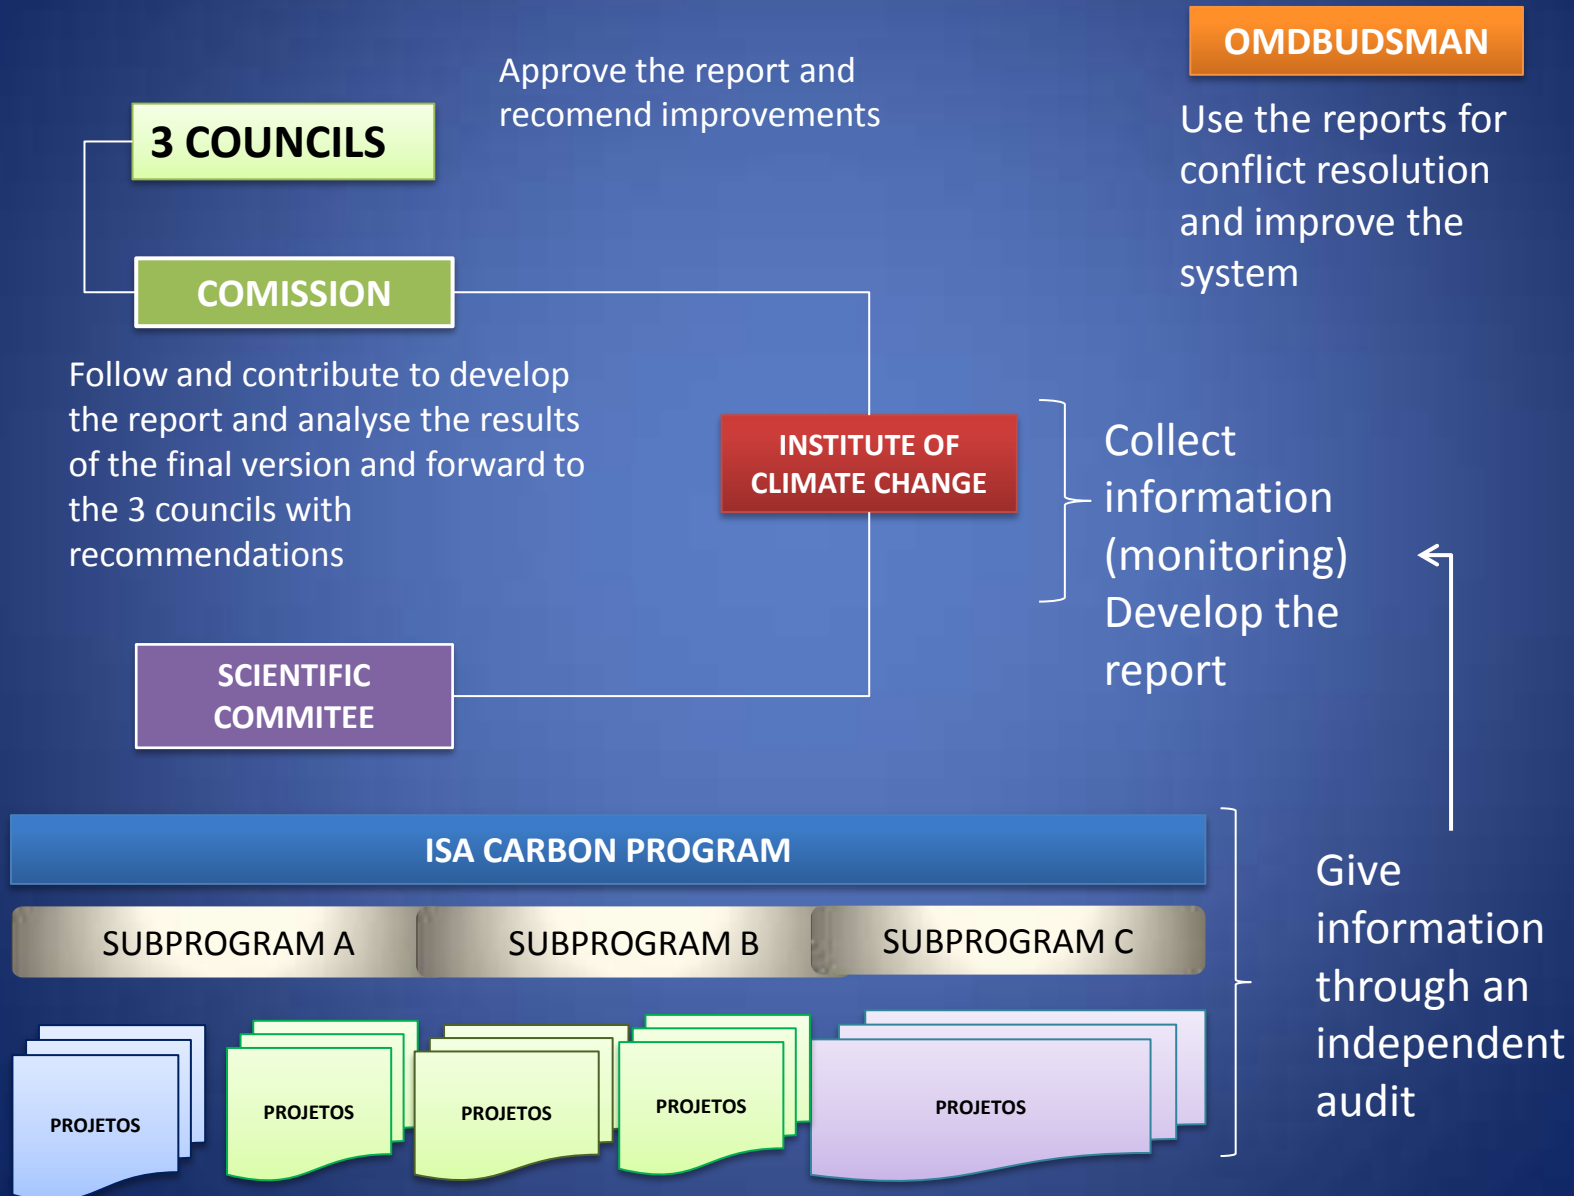 OMDBUDSMAN
Use the reports for
conflict resolution
and improve the
system
Approve the report and
recomend improvements
3 COUNCILS
COMISSION
Follow and contribute to develop
the report and analyse the results
of the final version and forward to
the 3 councils with
recommendations
INSTITUTE OF
CLIMATE CHANGE
Collect
information
(monitoring)
Develop the
report
SCIENTIFIC
COMMITEE
ISA CARBON PROGRAM
SUBPROGRAM A
SUBPROGRAM B
SUBPROGRAM C
PROJETOS
PROJETOS
PROJETOS
PROJETOS
PROJETOS
Give
information
through an
independent
audit